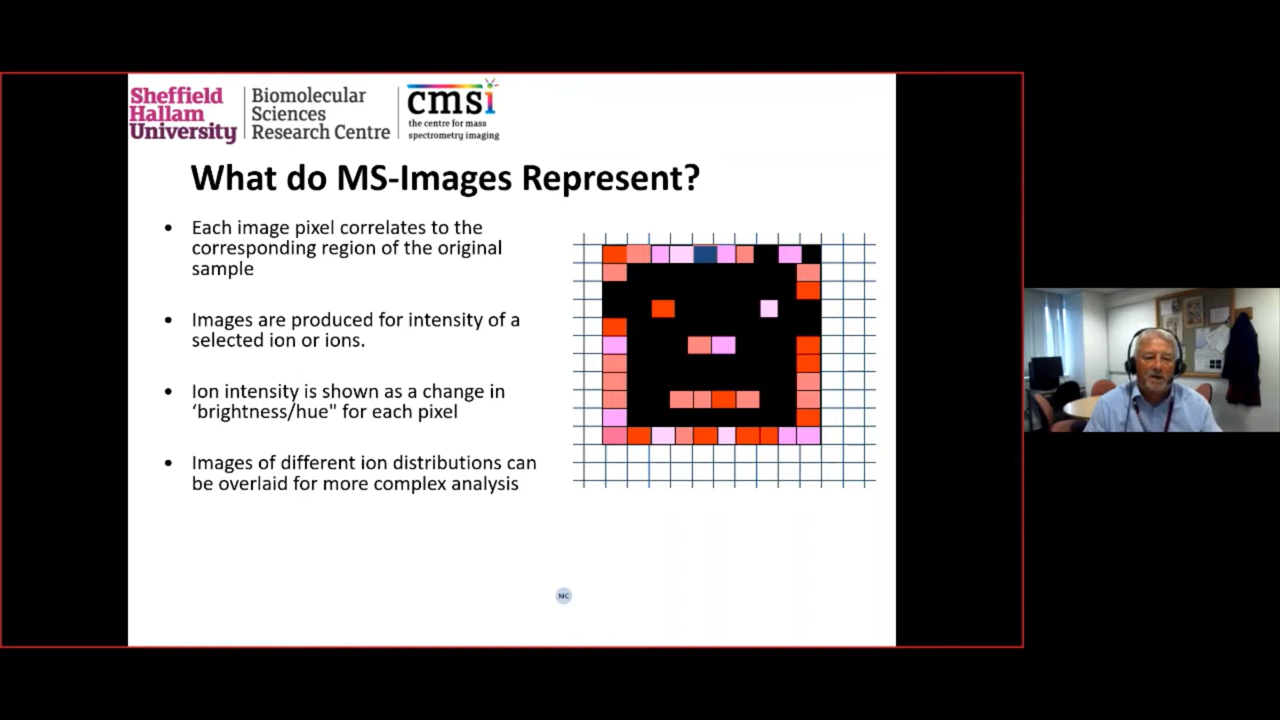 Sheffield
Hallam
University
Biomolecular
Sciences
Research Centre
cmsi
the centre for mass
spectrometry imaging
What do MS-Images Represent?
• Each image pixel correlates to the
corresponding region of the original
sample
• Images are produced for intensity of a
selected ion or ions.
• Ion intensity is shown as a change in
‘brightness/hue" for each pixel
• Images of different ion distributions can
be overlaid for more complex analysis
MC